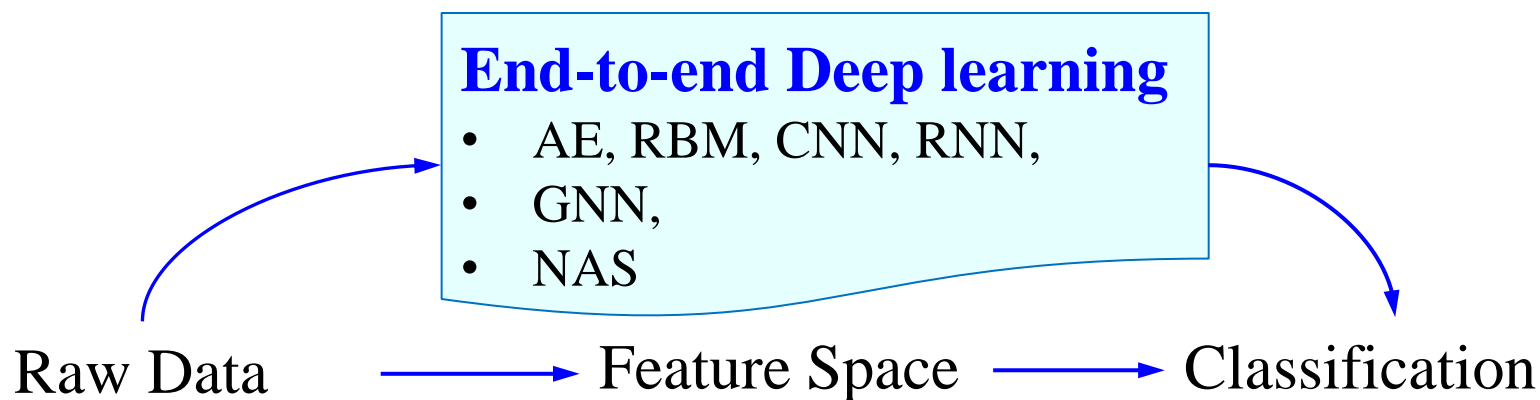 End-to-end Deep learning
• AE, RBM, CNN, RNN,
• GNN,
• NAS
Raw Data
Feature Space
Classification